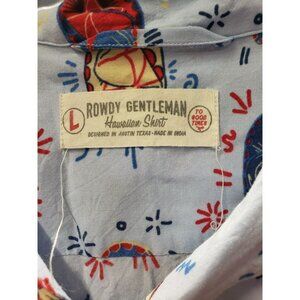 ROWDY GENTLEMAN
L
Hawaiian Shirt
TO GOOD TIMES
DESIGNED IN AUSTIN TEXAS • MADE IN INDIA